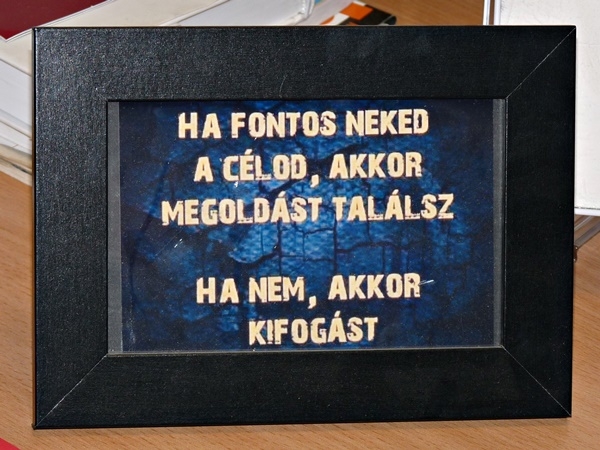 HA FONTOS NEKED
A CÉLOD, AKKOR
MEGOLDÁST TALÁLSZ
HA NEM, AKKOR
KIFOGÁST